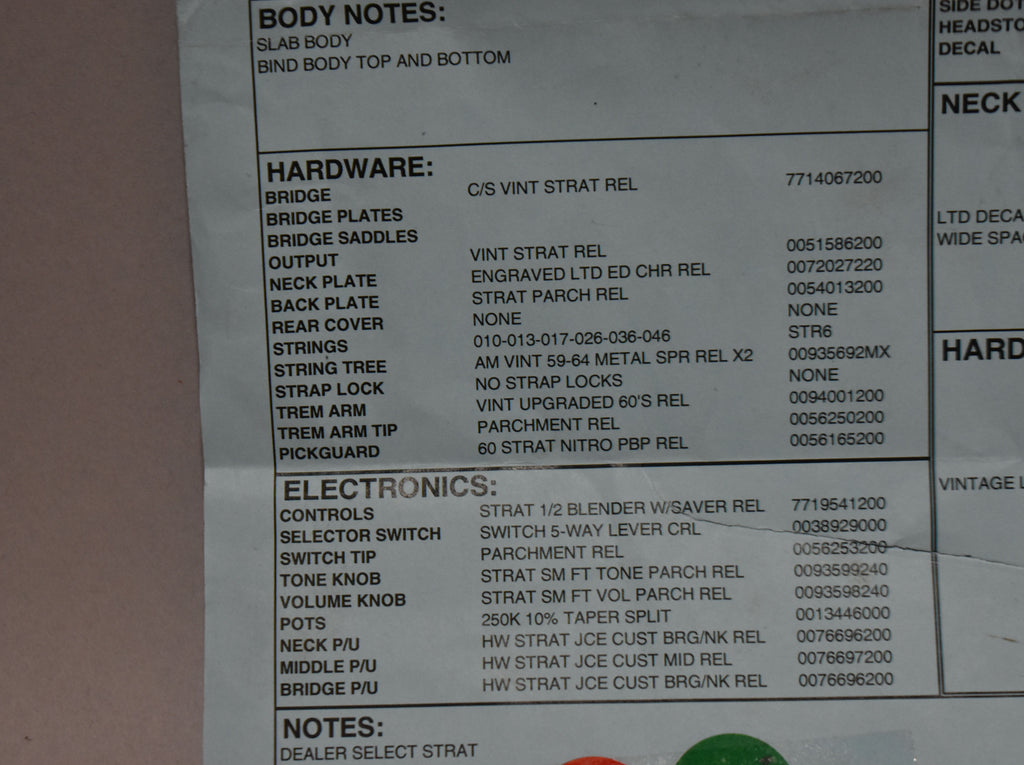 BODY NOTES:
SLAB BODY
BIND BODY TOP AND BOTTOM
HARDWARE:
BRIDGE C/S VINT STRAT REL 7714067200
BRIDGE PLATES
BRIDGE SADDLES
OUTPUT VINT STRAT REL 0051586200
NECK PLATE ENGRAVED LTD ED CHR REL 0072027220
BACK PLATE STRAT PARCH REL 0054013200
REAR COVER NONE NONE
STRINGS 010-013-017-026-036-046 STR6
STRING TREE AM VINT 59-64 METAL SPR REL X2 00935692MX
STRAP LOCK NO STRAP LOCKS NONE
TREM ARM VINT UPGRADED 60'S REL 0094001200
TREM ARM TIP PARCHMENT REL 0056250200
PICKGUARD 60 STRAT NITRO PBP REL 0056165200
ELECTRONICS:
CONTROLS STRAT 1/2 BLENDER W/SAVER REL 7719541200
SELECTOR SWITCH SWITCH 5-WAY LEVER CRL 0038929000
SWITCH TIP PARCHMENT REL 0056253200
TONE KNOB STRAT SM FT TONE PARCH REL 0093599240
VOLUME KNOB STRAT SM FT VOL PARCH REL 0093598240
POTS 250K 10% TAPER SPLIT 0013446000
NECK P/U HW STRAT JCE CUST BRG/NK REL 0076696200
MIDDLE P/U HW STRAT JCE CUST MID REL 0076697200
BRIDGE P/U HW STRAT JCE CUST BRG/NK REL 0076696200
NOTES:
DEALER SELECT STRAT
SIDE DOT
HEADSTO
DECAL
NECK
LTD DECA
WIDE SPA
HARD
VINTAGE L